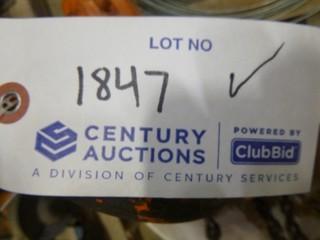 LOT NO
1847 ✓
CENTURY AUCTIONS
POWERED BY
ClubBid
A DIVISION OF CENTURY SERVICES